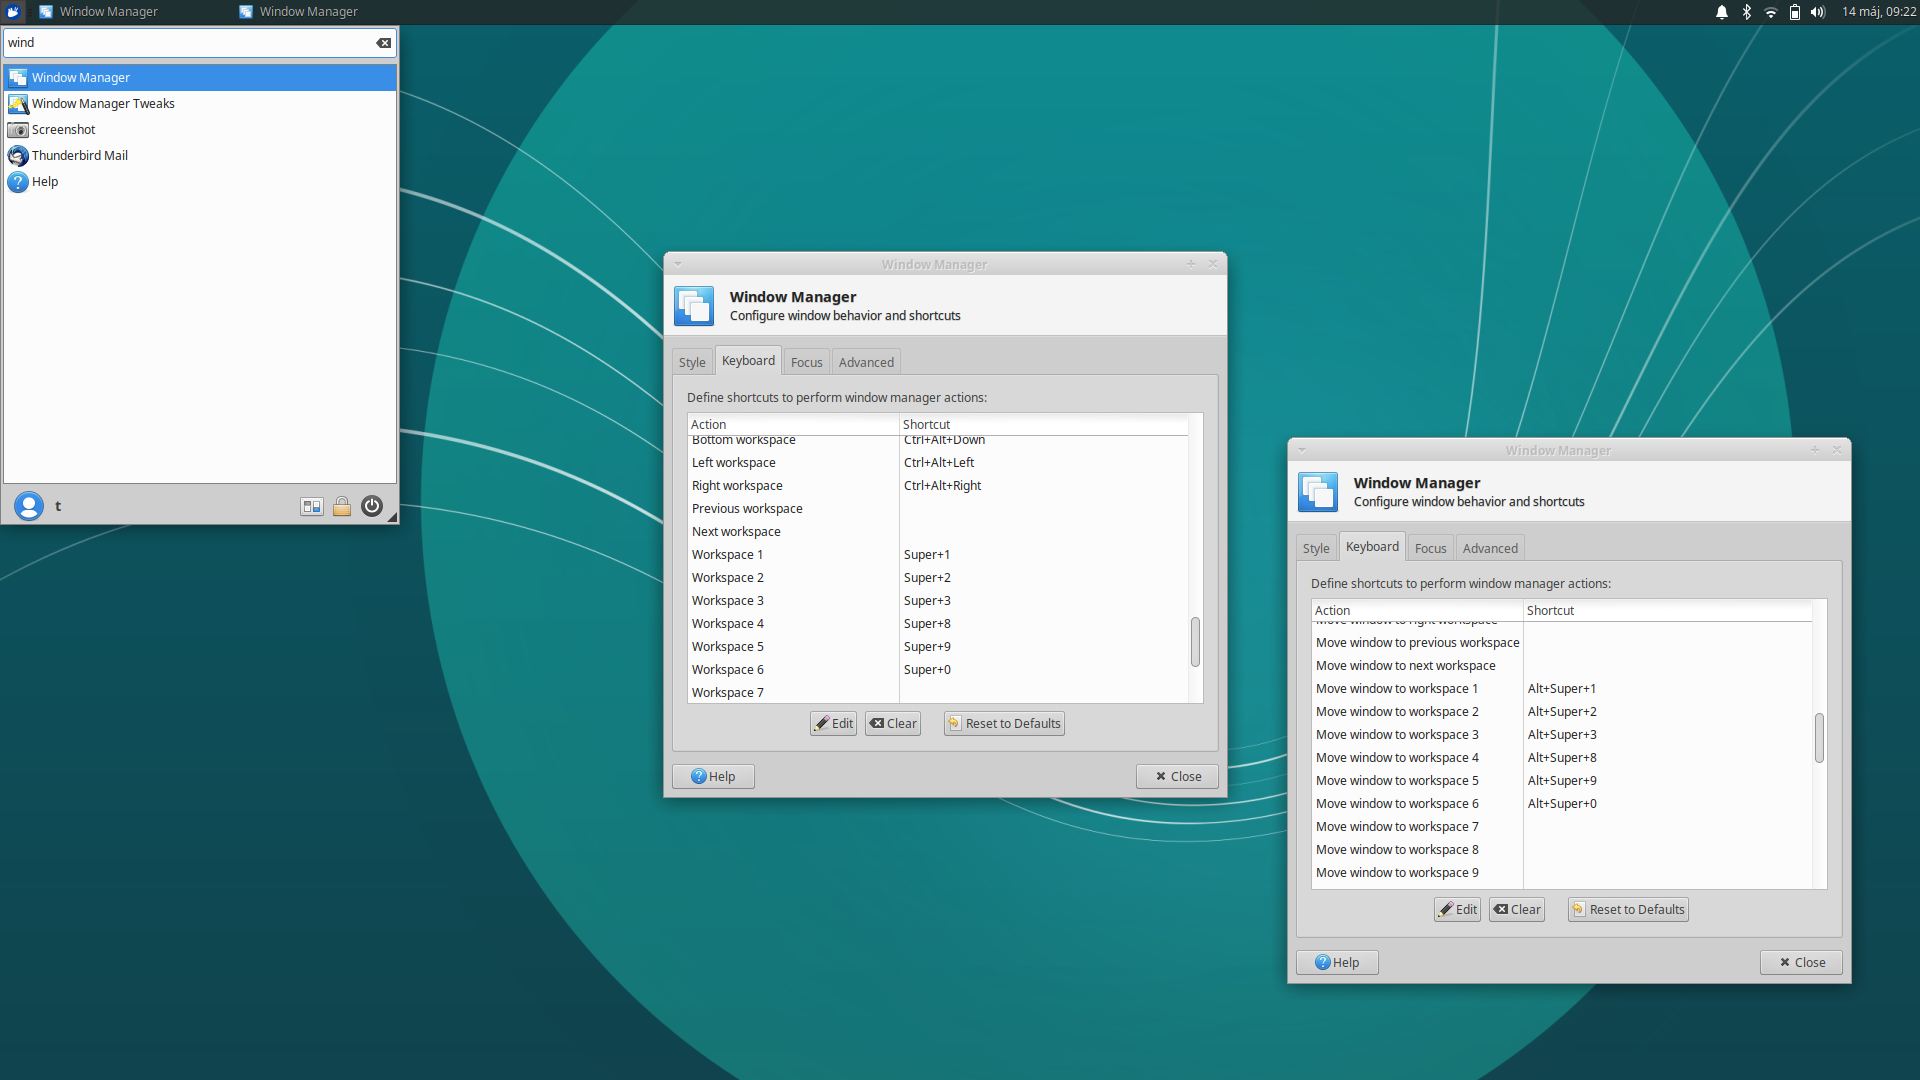 Window Manager
Window Manager
14 máj, 09:22
wind
Window Manager
Window Manager Tweaks
Screenshot
Thunderbird Mail
Help
t
Window Manager
Window Manager
Configure window behavior and shortcuts
Style Keyboard Focus Advanced
Define shortcuts to perform window manager actions:
Action Shortcut
Bottom workspace Ctrl+Alt+Down
Left workspace Ctrl+Alt+Left
Right workspace Ctrl+Alt+Right
Previous workspace
Next workspace
Workspace 1 Super+1
Workspace 2 Super+2
Workspace 3 Super+3
Workspace 4 Super+8
Workspace 5 Super+9
Workspace 6 Super+0
Workspace 7
Edit Clear Reset to Defaults
Help Close
Window Manager
Window Manager
Configure window behavior and shortcuts
Style Keyboard Focus Advanced
Define shortcuts to perform window manager actions:
Action Shortcut
Move window to right workspace
Move window to previous workspace
Move window to next workspace
Move window to workspace 1 Alt+Super+1
Move window to workspace 2 Alt+Super+2
Move window to workspace 3 Alt+Super+3
Move window to workspace 4 Alt+Super+8
Move window to workspace 5 Alt+Super+9
Move window to workspace 6 Alt+Super+0
Move window to workspace 7
Move window to workspace 8
Move window to workspace 9
Edit Clear Reset to Defaults
Help Close